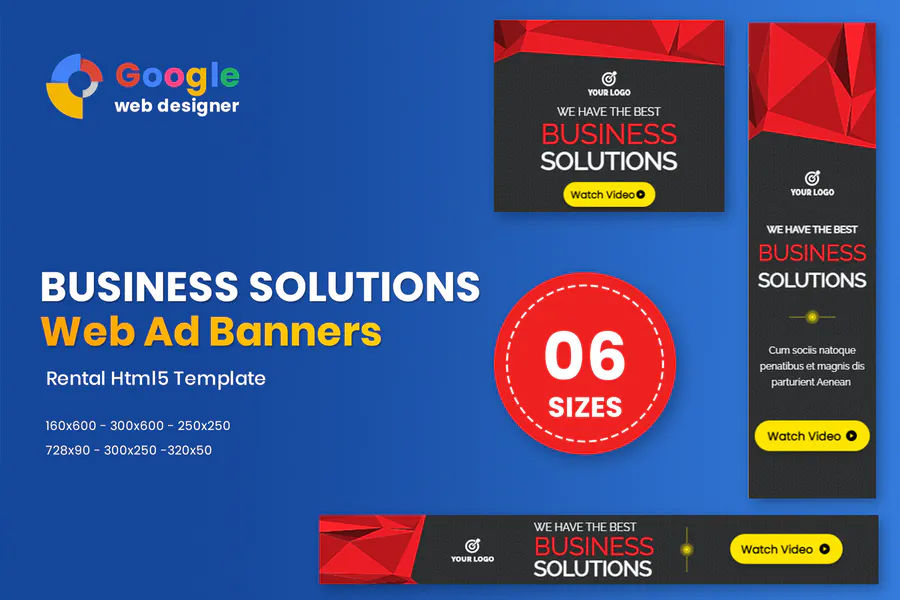 Google
web designer
BUSINESS SOLUTIONS
Web Ad Banners
Rental Html5 Template
160x600 - 300x600 - 250x250
728x90 - 300x250 -320x50
YOUR LOGO
WE HAVE THE BEST
BUSINESS
SOLUTIONS
Watch Video
06
SIZES
YOUR LOGO
WE HAVE THE BEST
BUSINESS
SOLUTIONS
Cum sociis natoque
penatibus et magnis dis
parturient Aenean
Watch Video
YOUR LOGO
WE HAVE THE BEST
BUSINESS
SOLUTIONS
Watch Video